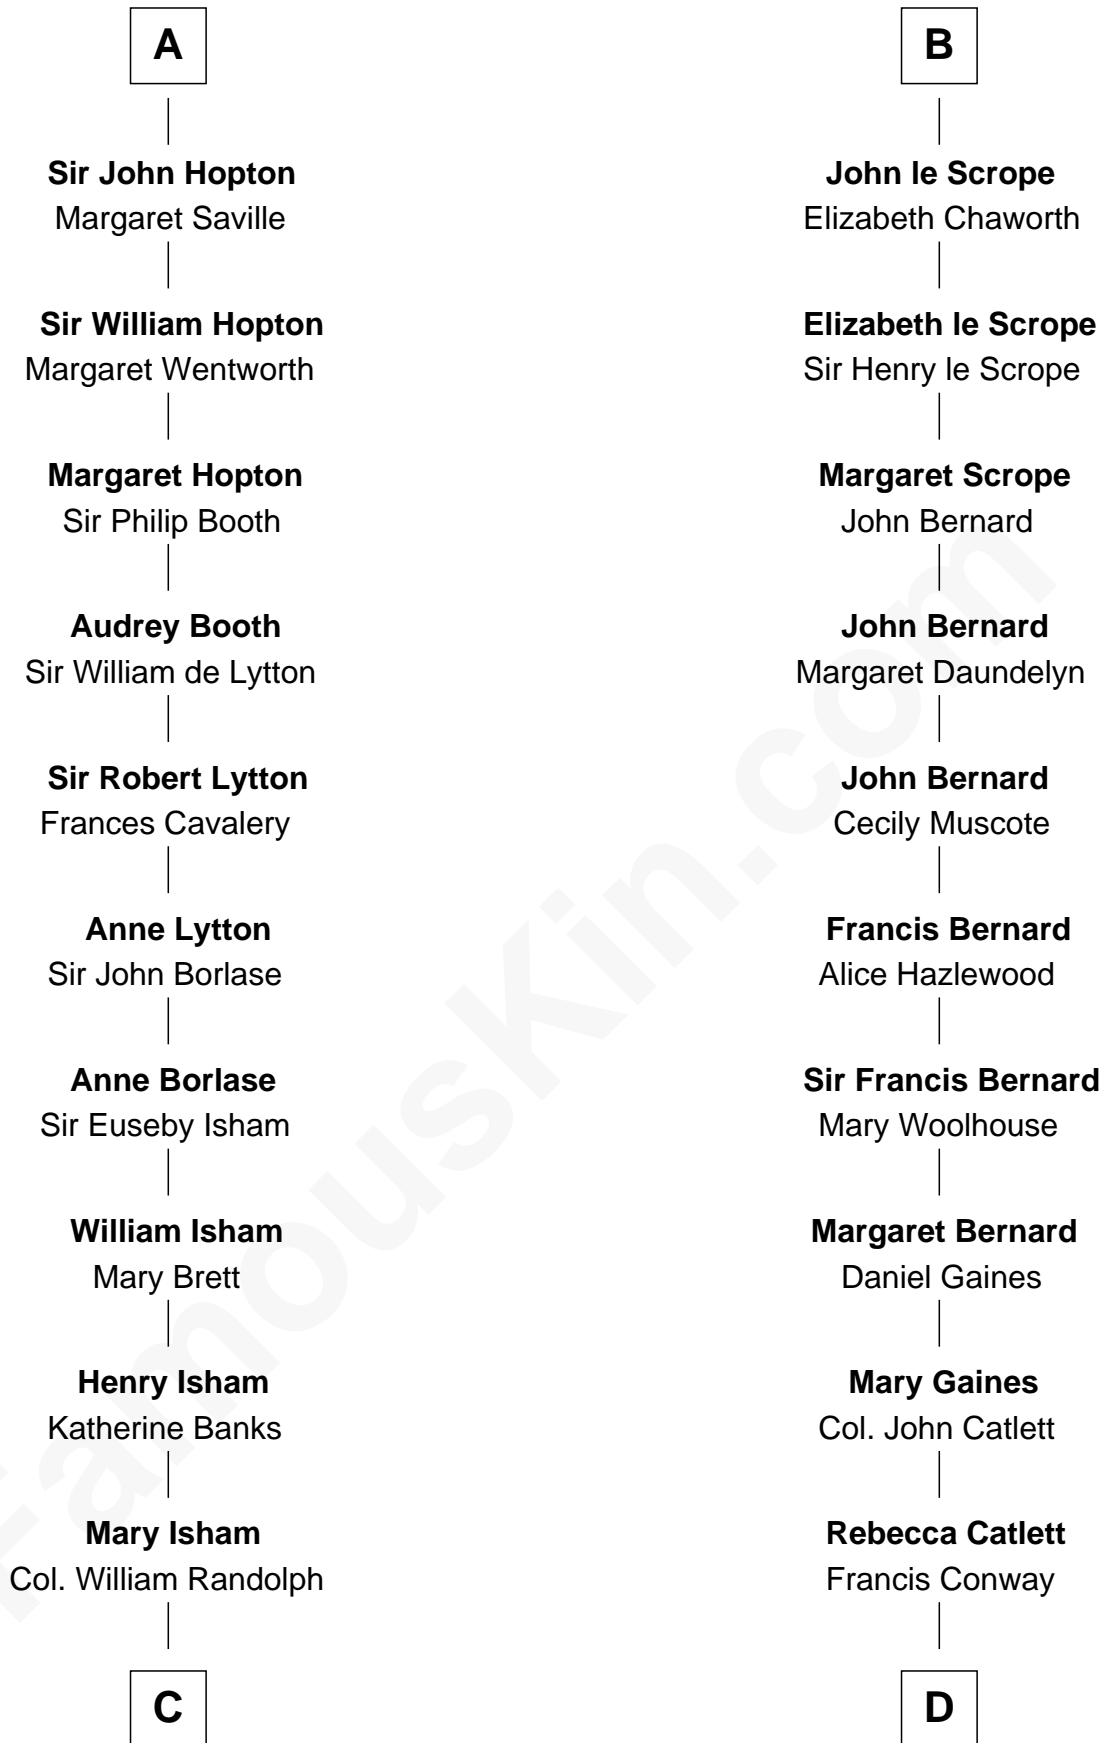 A
Sir John Hopton
Margaret Saville
Sir William Hopton
Margaret Wentworth
Margaret Hopton
Sir Philip Booth
Audrey Booth
Sir William de Lytton
Sir Robert Lytton
Frances Cavalery
Anne Lytton
Sir John Borlase
Anne Borlase
Sir Euseby Isham
William Isham
Mary Brett
Henry Isham
Katherine Banks
Mary Isham
Col. William Randolph
C
B
John le Scrope
Elizabeth Chaworth
Elizabeth le Scrope
Sir Henry le Scrope
Margaret Scrope
John Bernard
John Bernard
Margaret Daundelyn
John Bernard
Cecily Muscote
Francis Bernard
Alice Hazlewood
Sir Francis Bernard
Mary Woolhouse
Margaret Bernard
Daniel Gaines
Mary Gaines
Col. John Catlett
Rebecca Catlett
Francis Conway
D
FamousKin.com